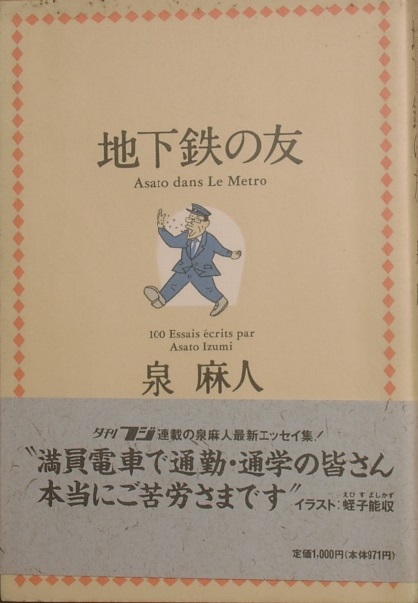 地下鉄の友
Asato dans Le Metro
100 Essais écrits par
Asato Izumi
泉 麻人
夕刊フジ連載の泉麻人最新エッセイ集!
〝満員電車で通勤・通学の皆さん
本当にご苦労さまです〟イラスト:蛭子能収
えびすよしかず
定価1,000円(本体971円)